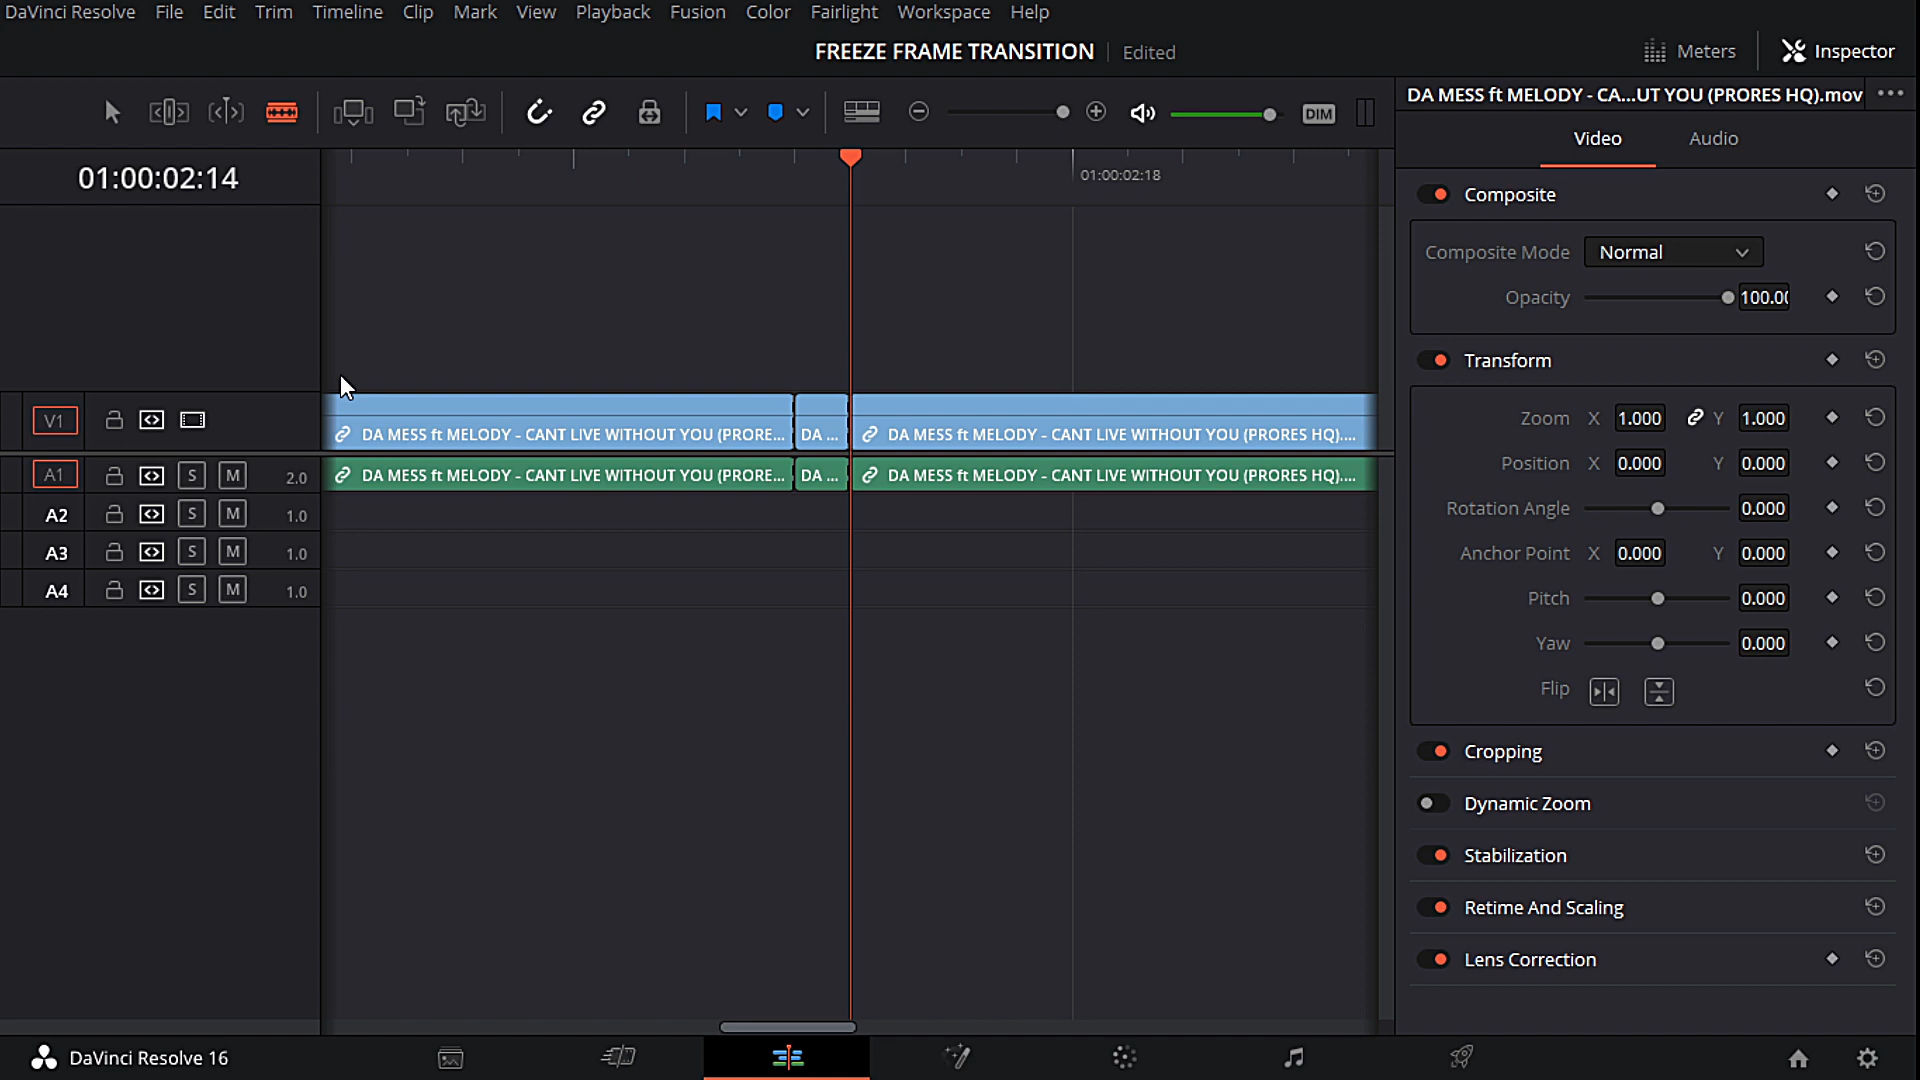 DaVinci Resolve File Edit Trim Timeline Clip Mark View Playback Fusion Color Fairlight Workspace Help
FREEZE FRAME TRANSITION Edited
Meters Inspector
DIM
DA MESS ft MELODY - CA...UT YOU (PRORES HQ).mov
Video Audio
01:00:02:14
01:00:02:18
V1
DA MESS ft MELODY - CANT LIVE WITHOUT YOU (PRORE... DA ... DA MESS ft MELODY - CANT LIVE WITHOUT YOU (PRORES HQ)....
A1 S M 2.0
DA MESS ft MELODY - CANT LIVE WITHOUT YOU (PRORE... DA ... DA MESS ft MELODY - CANT LIVE WITHOUT YOU (PRORES HQ)....
A2 S M 1.0
A3 S M 1.0
A4 S M 1.0
Composite
Composite Mode Normal
Opacity 100.00
Transform
Zoom X 1.000 Y 1.000
Position X 0.000 Y 0.000
Rotation Angle 0.000
Anchor Point X 0.000 Y 0.000
Pitch 0.000
Yaw 0.000
Flip
Cropping
Dynamic Zoom
Stabilization
Retime And Scaling
Lens Correction
DaVinci Resolve 16